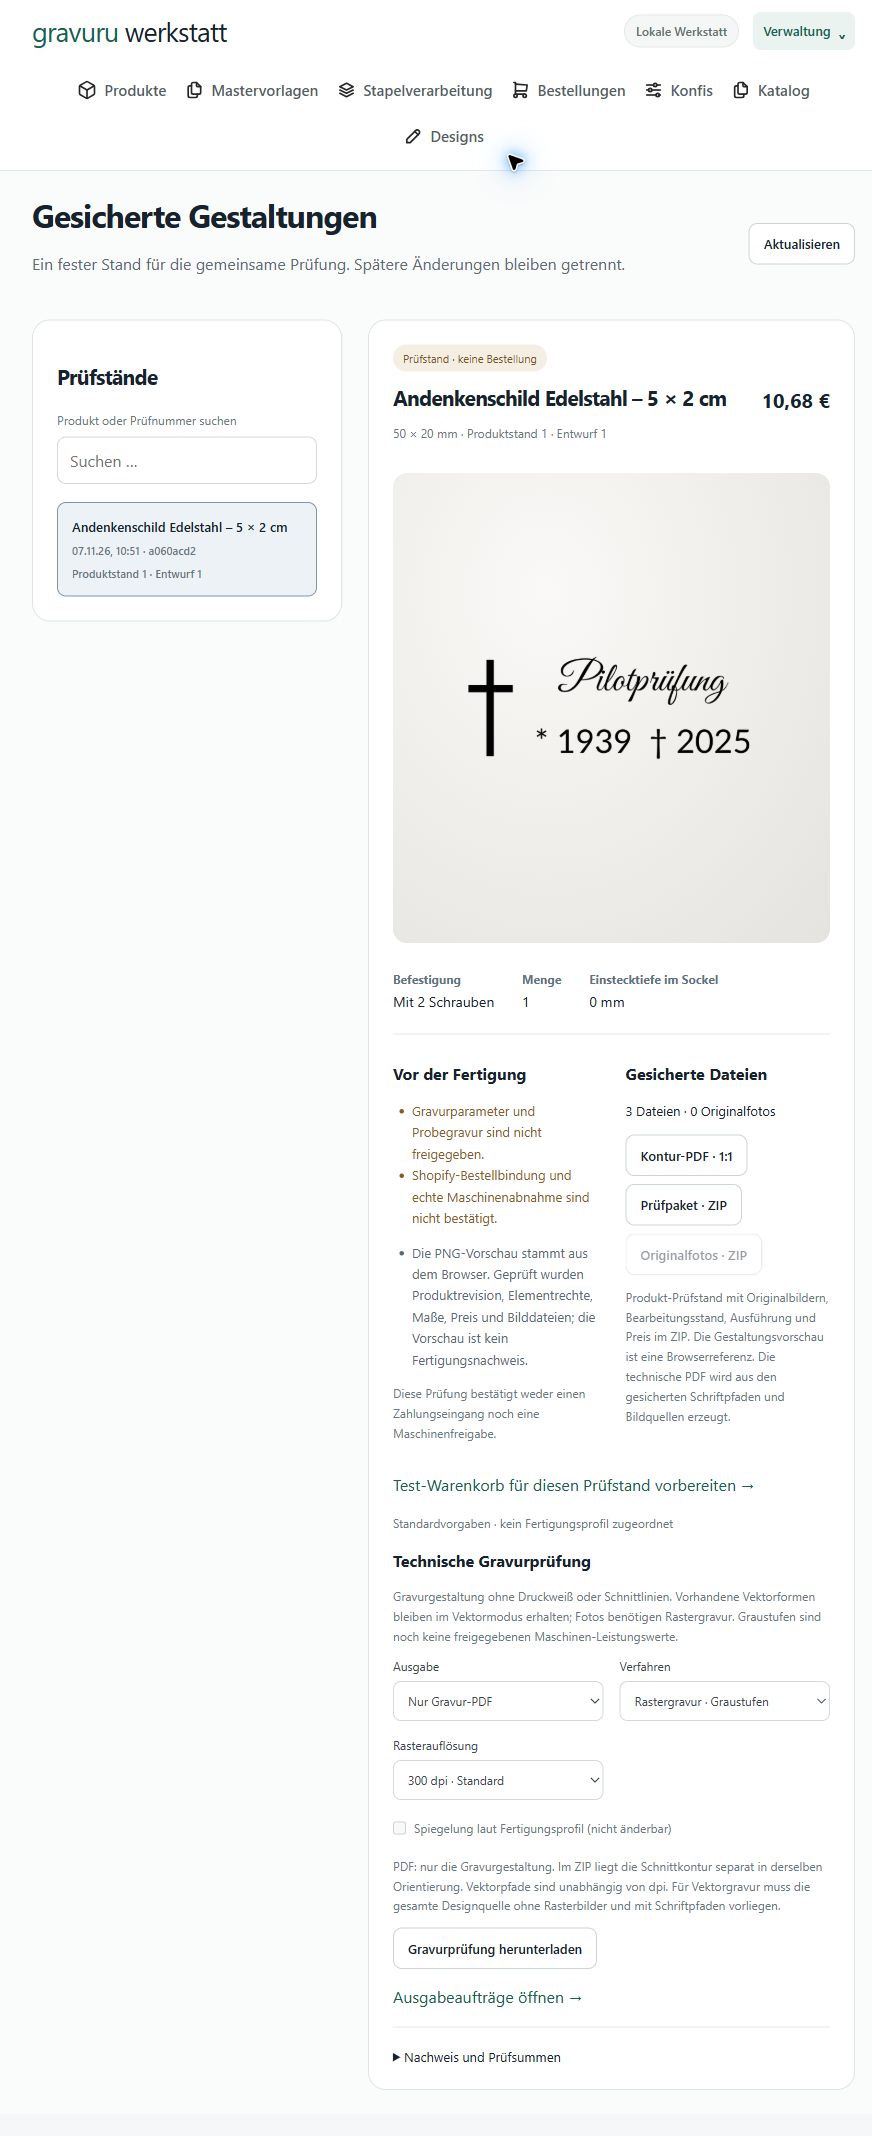 gravuru werkstatt
Lokale Werkstatt
Verwaltung
Produkte
Mastervorlagen
Stapelverarbeitung
Bestellungen
Konfis
Katalog
Designs
Gesicherte Gestaltungen
Ein fester Stand für die gemeinsame Prüfung. Spätere Änderungen bleiben getrennt.
Aktualisieren
Prüfstände
Produkt oder Prüfnummer suchen
Suchen ...
Andenkenschild Edelstahl – 5 × 2 cm
07.11.26, 10:51 · a060acd2
Produktstand 1 · Entwurf 1
Prüfstand · keine Bestellung
Andenkenschild Edelstahl – 5 × 2 cm
10,68 €
50 × 20 mm · Produktstand 1 · Entwurf 1
Pilotprüfung
* 1939 † 2025
Befestigung
Mit 2 Schrauben
Menge
1
Einstecktiefe im Sockel
0 mm
Vor der Fertigung
• Gravurparameter und
Probegravur sind nicht
freigegeben.
• Shopify-Bestellbindung und
echte Maschinenabnahme sind
nicht bestätigt.
• Die PNG-Vorschau stammt aus
dem Browser. Geprüft wurden
Produktrevision, Elementrechte,
Maße, Preis und Bilddateien; die
Vorschau ist kein
Fertigungsnachweis.
Diese Prüfung bestätigt weder einen
Zahlungseingang noch eine
Maschinenfreigabe.
Gesicherte Dateien
3 Dateien · 0 Originalfotos
Kontur-PDF · 1:1
Prüfpaket · ZIP
Originalfotos · ZIP
Produkt-Prüfstand mit Originalbildern,
Bearbeitungsstand, Ausführung und
Preis im ZIP. Die Gestaltungsvorschau
ist eine Browserreferenz. Die
technische PDF wird aus den
gesicherten Schriftpfaden und
Bildquellen erzeugt.
Test-Warenkorb für diesen Prüfstand vorbereiten →
Standardvorgaben · kein Fertigungsprofil zugeordnet
Technische Gravurprüfung
Gravurgestaltung ohne Druckweiß oder Schnittlinien. Vorhandene Vektorformen
bleiben im Vektormodus erhalten; Fotos benötigen Rastergravur. Graustufen sind
noch keine freigegebenen Maschinen-Leistungswerte.
Ausgabe
Nur Gravur-PDF
Verfahren
Rastergravur · Graustufen
Rasterauflösung
300 dpi · Standard
Spiegelung laut Fertigungsprofil (nicht änderbar)
PDF: nur die Gravurgestaltung. Im ZIP liegt die Schnittkontur separat in derselben
Orientierung. Vektorpfade sind unabhängig von dpi. Für Vektorgravur muss die
gesamte Designquelle ohne Rasterbilder und mit Schriftpfaden vorliegen.
Gravurprüfung herunterladen
Ausgabeaufträge öffnen →
Nachweis und Prüfsummen